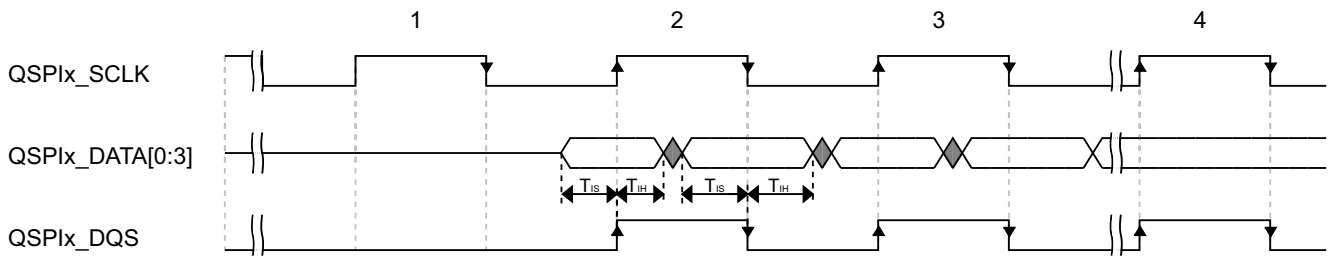 1 2 3 4
QSPIx_SCLK
QSPIx_DATA[0:3]
TIS TIH TIS TIH
QSPIx_DQS